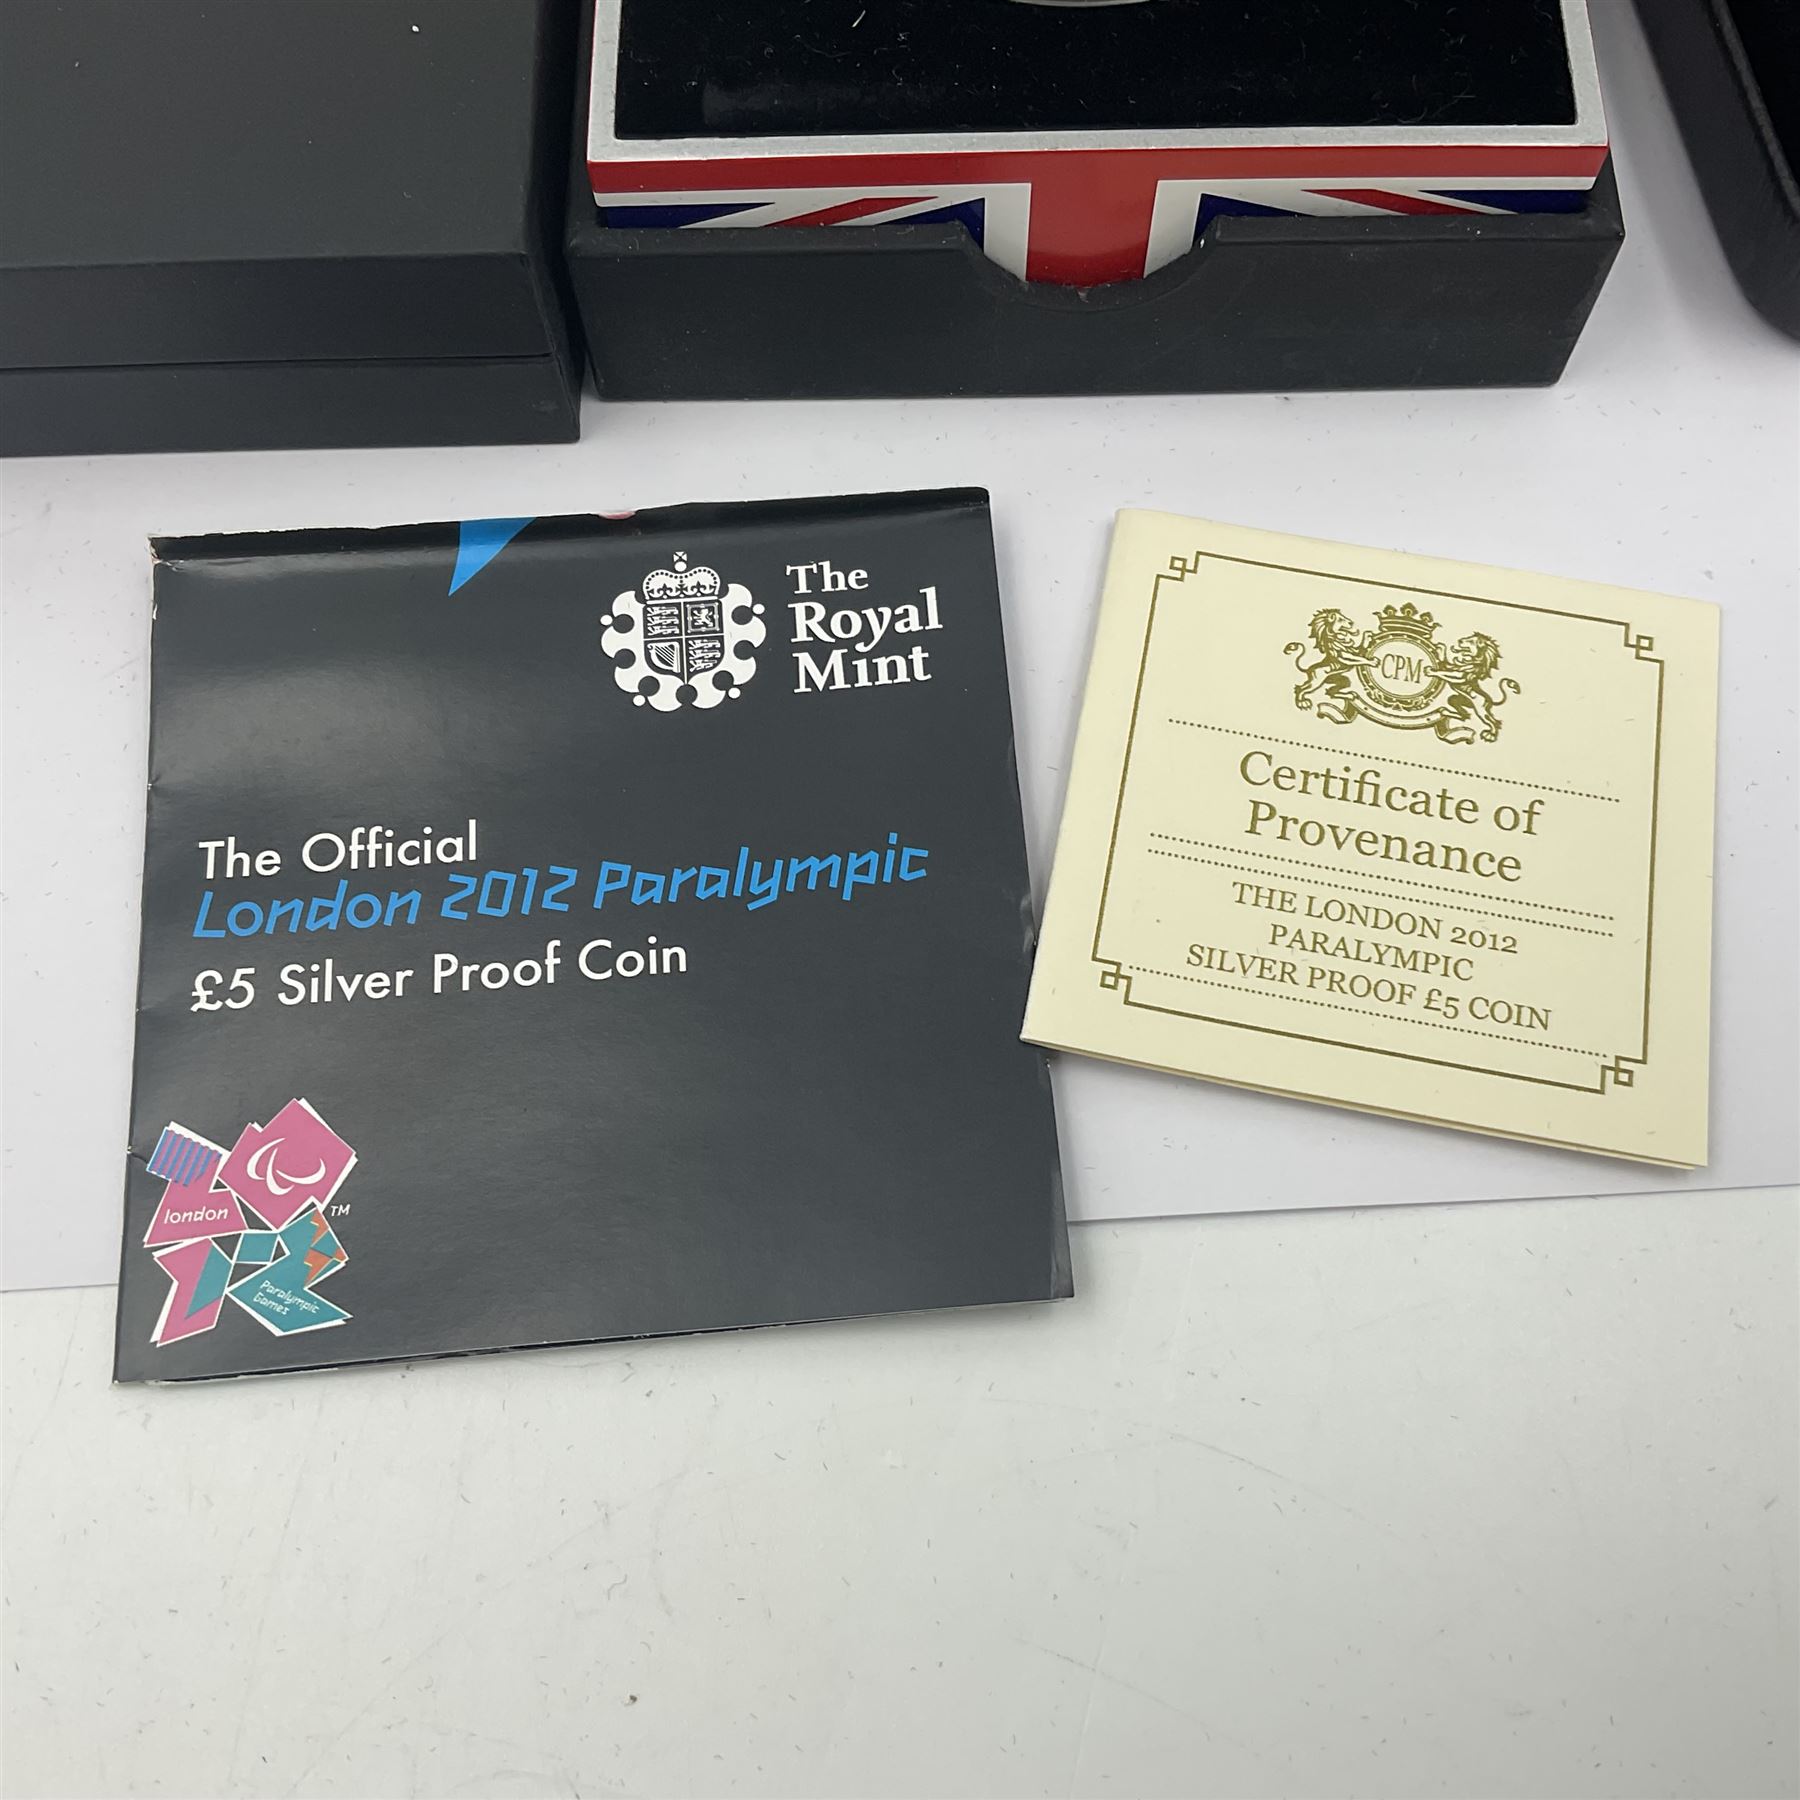 The
Royal
Mint
The Official
London 2012 Paralympic
£5 Silver Proof Coin
london
TM
Paralympic
Games
CPM
Certificate of
Provenance
THE LONDON 2012
PARALYMPIC
SILVER PROOF £5 COIN